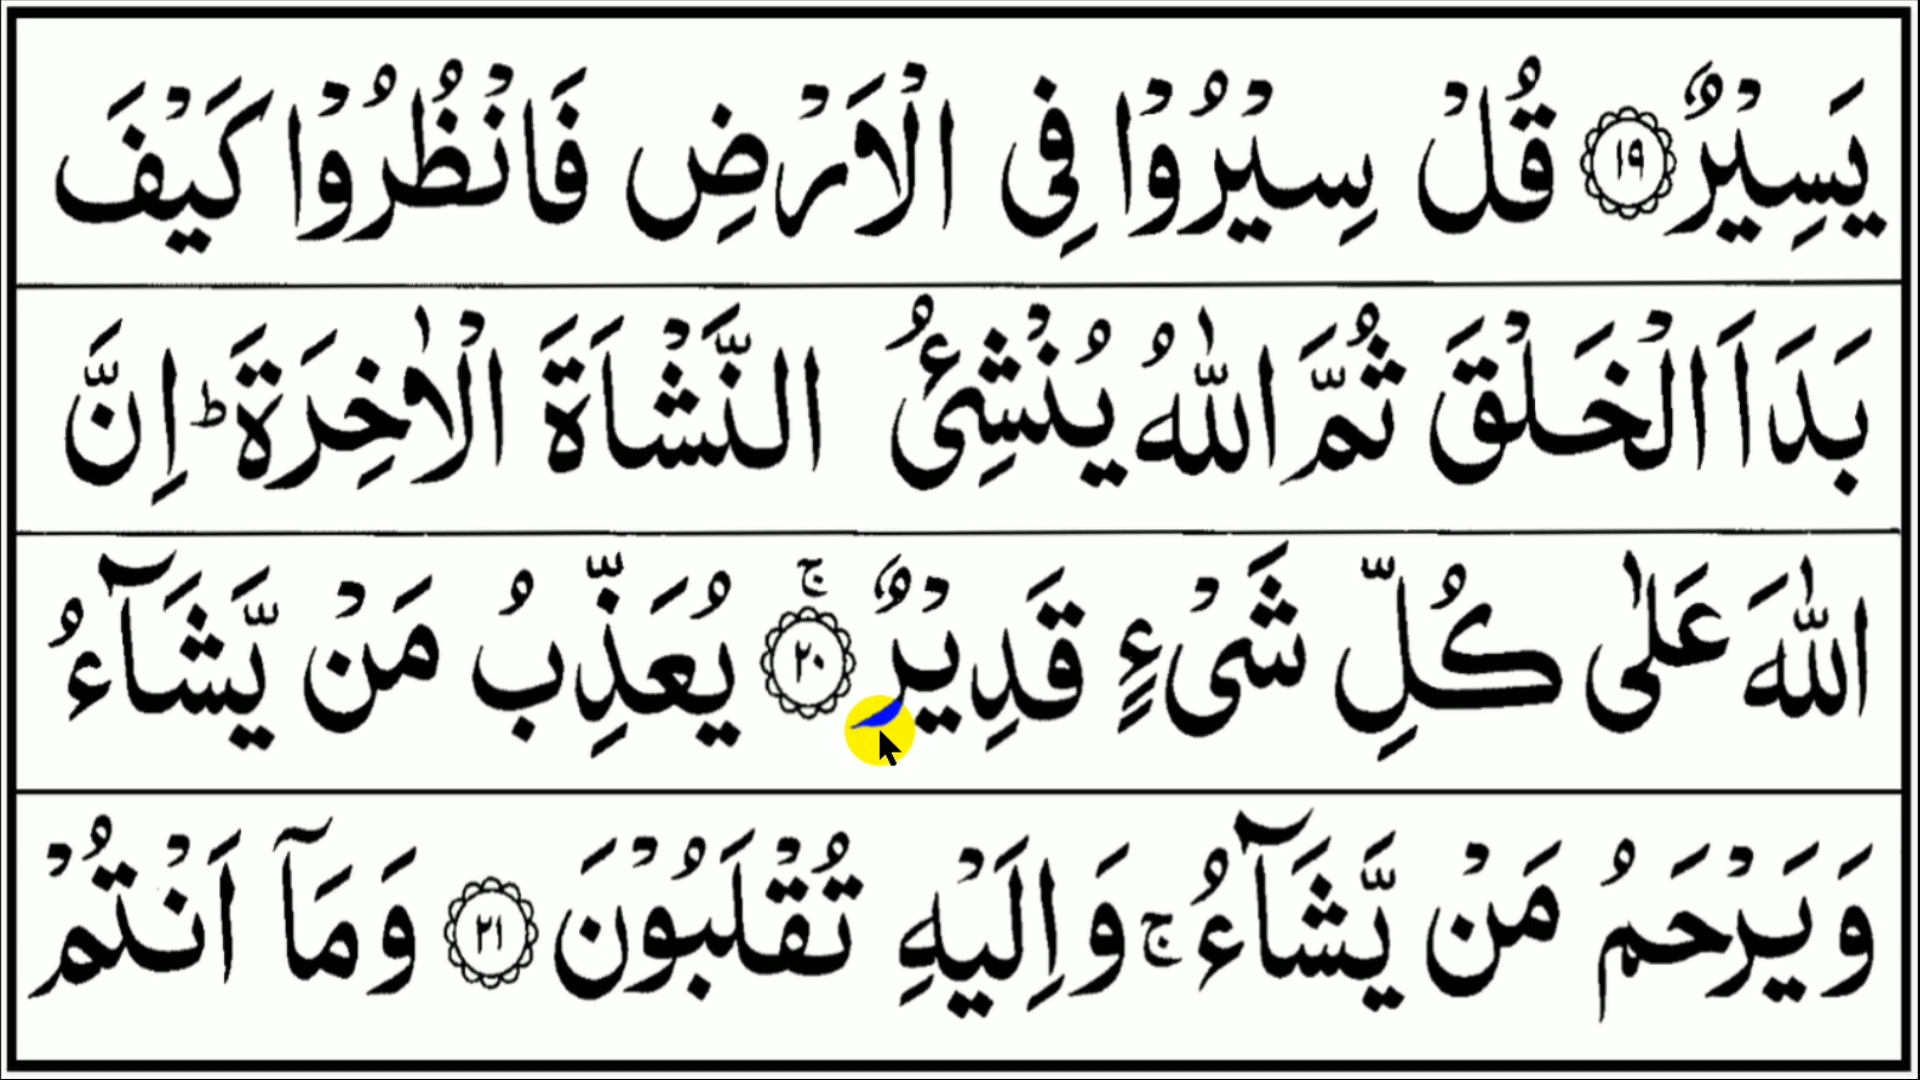 يَسِيْرٌ ١٩ قُلْ سِيْرُوْا فِي الْاَرْضِ فَانْظُرُوْا كَيْفَ
بَدَاَ الْخَلْقَ ثُمَّ اللّٰهُ يُنْشِئُ النَّشْاَةَ الْاٰخِرَةَ ؕ اِنَّ
اللّٰهَ عَلٰى كُلِّ شَيْءٍ قَدِيْرٌ ٢٠ ۚ يُعَذِّبُ مَنْ يَّشَآءُ
وَيَرْحَمُ مَنْ يَّشَآءُ ۚ وَاِلَيْهِ تُقْلَبُوْنَ ٢١ وَمَآ اَنْتُمْ